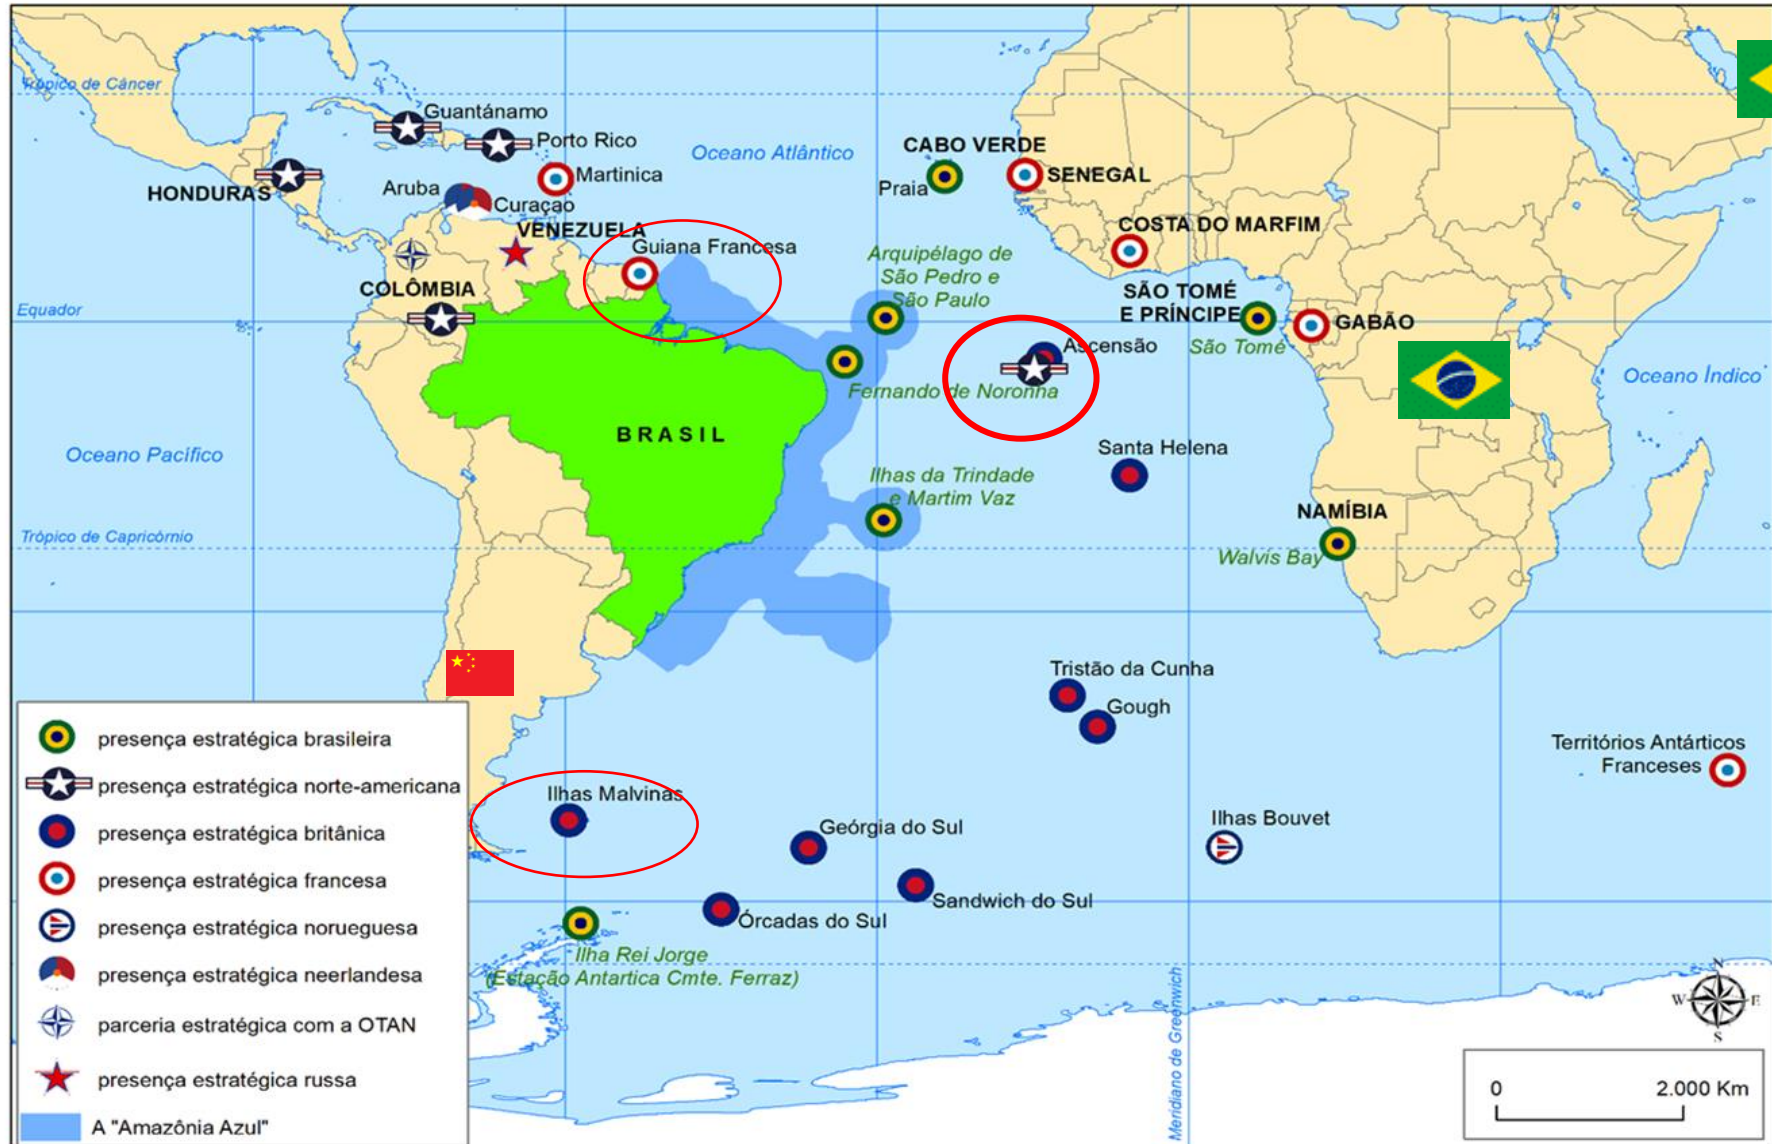 Trópico de Câncer
Guantánamo
Porto Rico
Oceano Atlântico
CABO VERDE
Praia
SENEGAL
HONDURAS
Aruba
Curaçao
Martinica
VENEZUELA
Guiana Francesa
COSTA DO MARFIM
Arquipélago de
São Pedro e
São Paulo
COLÔMBIA
Equador
SÃO TOMÉ
E PRÍNCIPE
GABÃO
São Tomé
Ascensão
Fernando de Noronha
Oceano Índico
BRASIL
Oceano Pacífico
Santa Helena
Ilhas da Trindade
e Martim Vaz
NAMÍBIA
Trópico de Capricórnio
Walvis Bay
Tristão da Cunha
Gough
Territórios Antárticos
Franceses
Ilhas Malvinas
Geórgia do Sul
Ilhas Bouvet
Sandwich do Sul
Órcadas do Sul
Ilha Rei Jorge
(Estação Antartica Cmte. Ferraz)
Meridiano de Greenwich
presença estratégica brasileira
presença estratégica norte-americana
presença estratégica britânica
presença estratégica francesa
presença estratégica norueguesa
presença estratégica neerlandesa
parceria estratégica com a OTAN
presença estratégica russa
A "Amazônia Azul"
N
W
E
S
0
2.000 Km